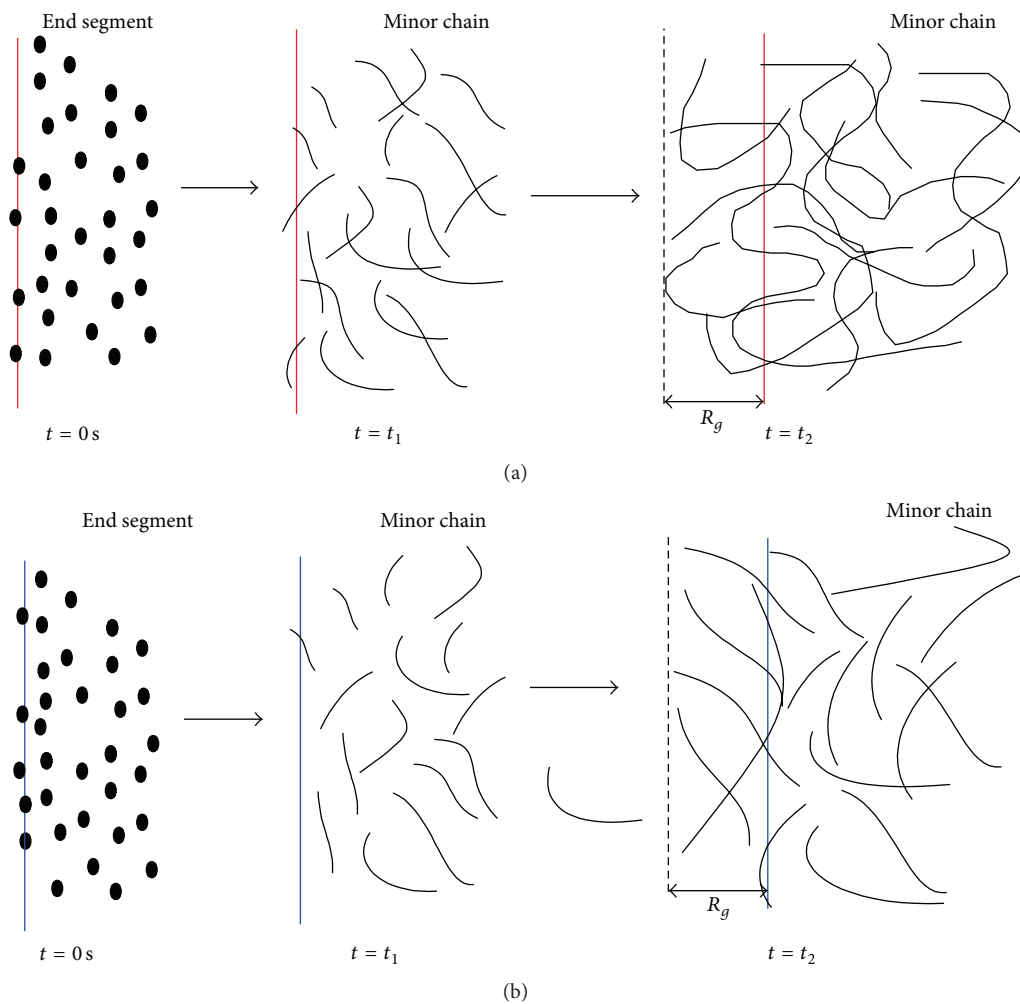 End segment
Minor chain
Minor chain
R_g
t = 0 s
t = t_1
t = t_2
(a)
End segment
Minor chain
Minor chain
R_g
t = 0 s
t = t_1
t = t_2
(b)